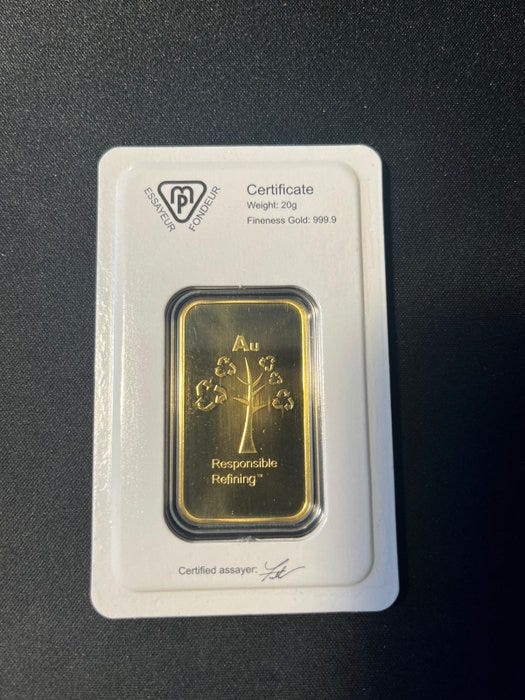 ESSAYEUR
FONDEUR
Certificate
Weight: 20g
Fineness Gold: 999.9
Au
Responsible
Refining™
Certified assayer: